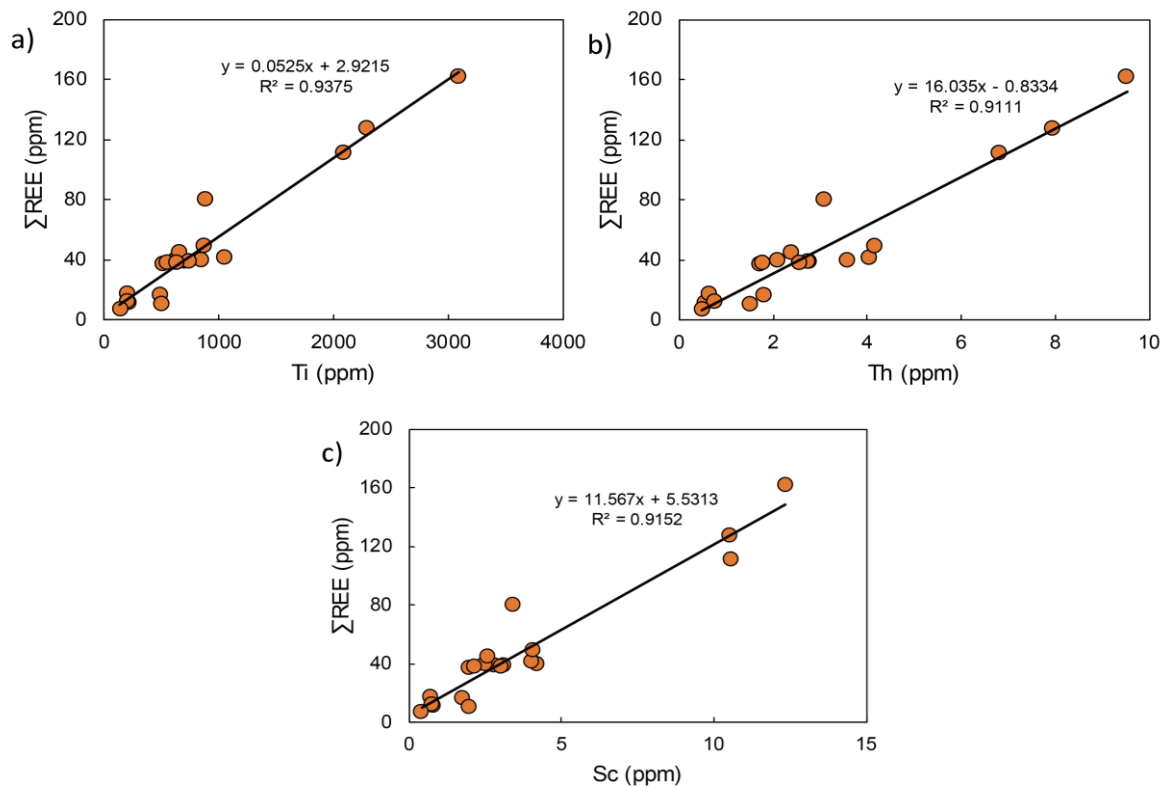 a)
200
160
120
80
40
0
∑REE (ppm)
y = 0.0525x + 2.9215
R² = 0.9375
0 1000 2000 3000 4000
Ti (ppm)
b)
200
160
120
80
40
0
∑REE (ppm)
y = 16.035x - 0.8334
R² = 0.9111
0 2 4 6 8 10
Th (ppm)
c)
200
160
120
80
40
0
∑REE (ppm)
y = 11.567x + 5.5313
R² = 0.9152
0 5 10 15
Sc (ppm)